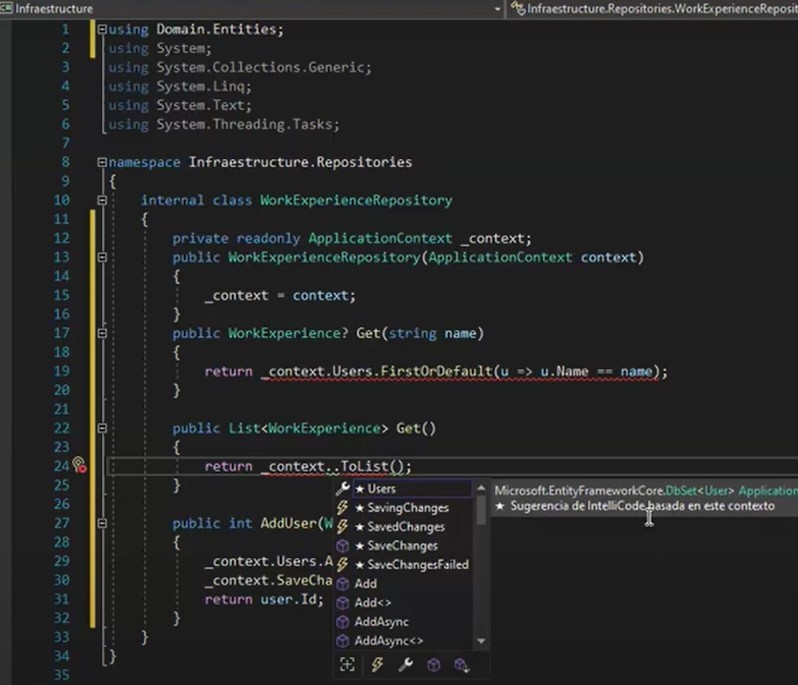 Infraestructure
Infraestructure.Repositories.WorkExperienceReposit
1 using Domain.Entities;
2 using System;
3 using System.Collections.Generic;
4 using System.Linq;
5 using System.Text;
6 using System.Threading.Tasks;
7
8 namespace Infraestructure.Repositories
9 {
10 internal class WorkExperienceRepository
11 {
12 private readonly ApplicationContext _context;
13 public WorkExperienceRepository(ApplicationContext context)
14 {
15 _context = context;
16 }
17 public WorkExperience? Get(string name)
18 {
19 return _context.Users.FirstOrDefault(u => u.Name == name);
20 }
21
22 public List<WorkExperience> Get()
23 {
24 return _context..ToList();
25 }
26
27 public int AddUser(W
28 {
29 _context.Users.A
30 _context.SaveCha
31 return user.Id;
32 }
33 }
34 }
35
★ Users
★ SavingChanges
★ SavedChanges
★ SaveChanges
★ SaveChangesFailed
Add
Add<>
AddAsync
AddAsync<>
Microsoft.EntityFrameworkCore.DbSet<User> Application
★ Sugerencia de IntelliCode basada en este contexto